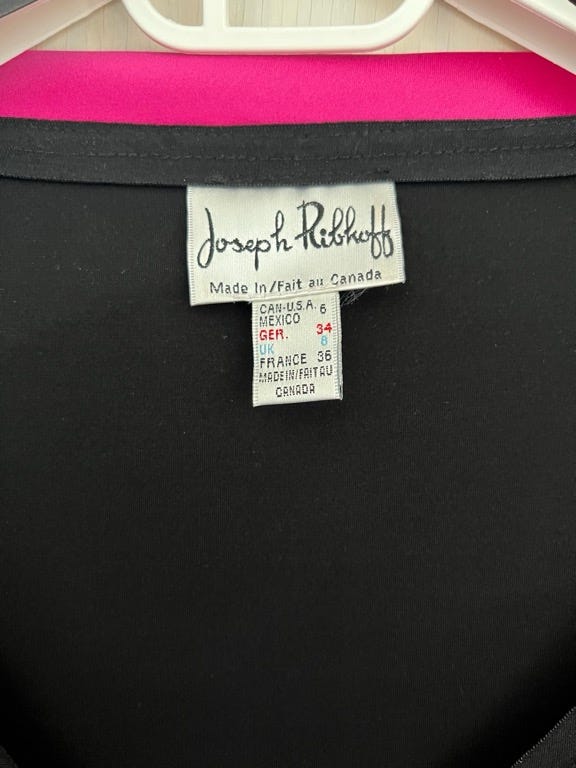 Joseph Ribkoff
Made In/Fait au Canada
CAN-U.S.A. 6
MEXICO
GER. 34
UK 8
FRANCE 36
MADE IN/FAIT AU
CANADA